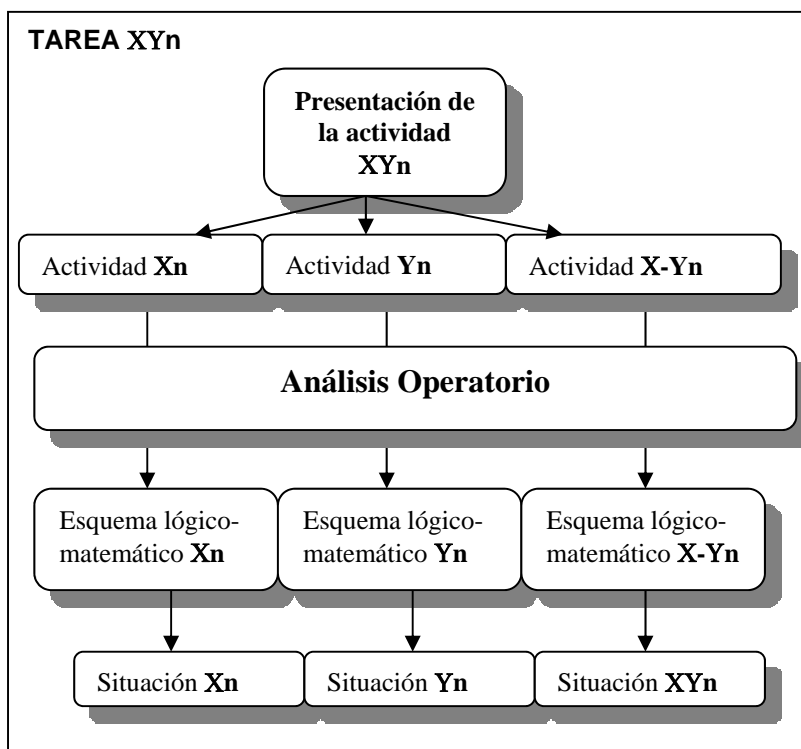 TAREA XYn
Presentación de
la actividad
XYn
Actividad Xn
Actividad Yn
Actividad X-Yn
Análisis Operatorio
Esquema lógico-
matemático Xn
Esquema lógico-
matemático Yn
Esquema lógico-
matemático X-Yn
Situación Xn
Situación Yn
Situación XYn